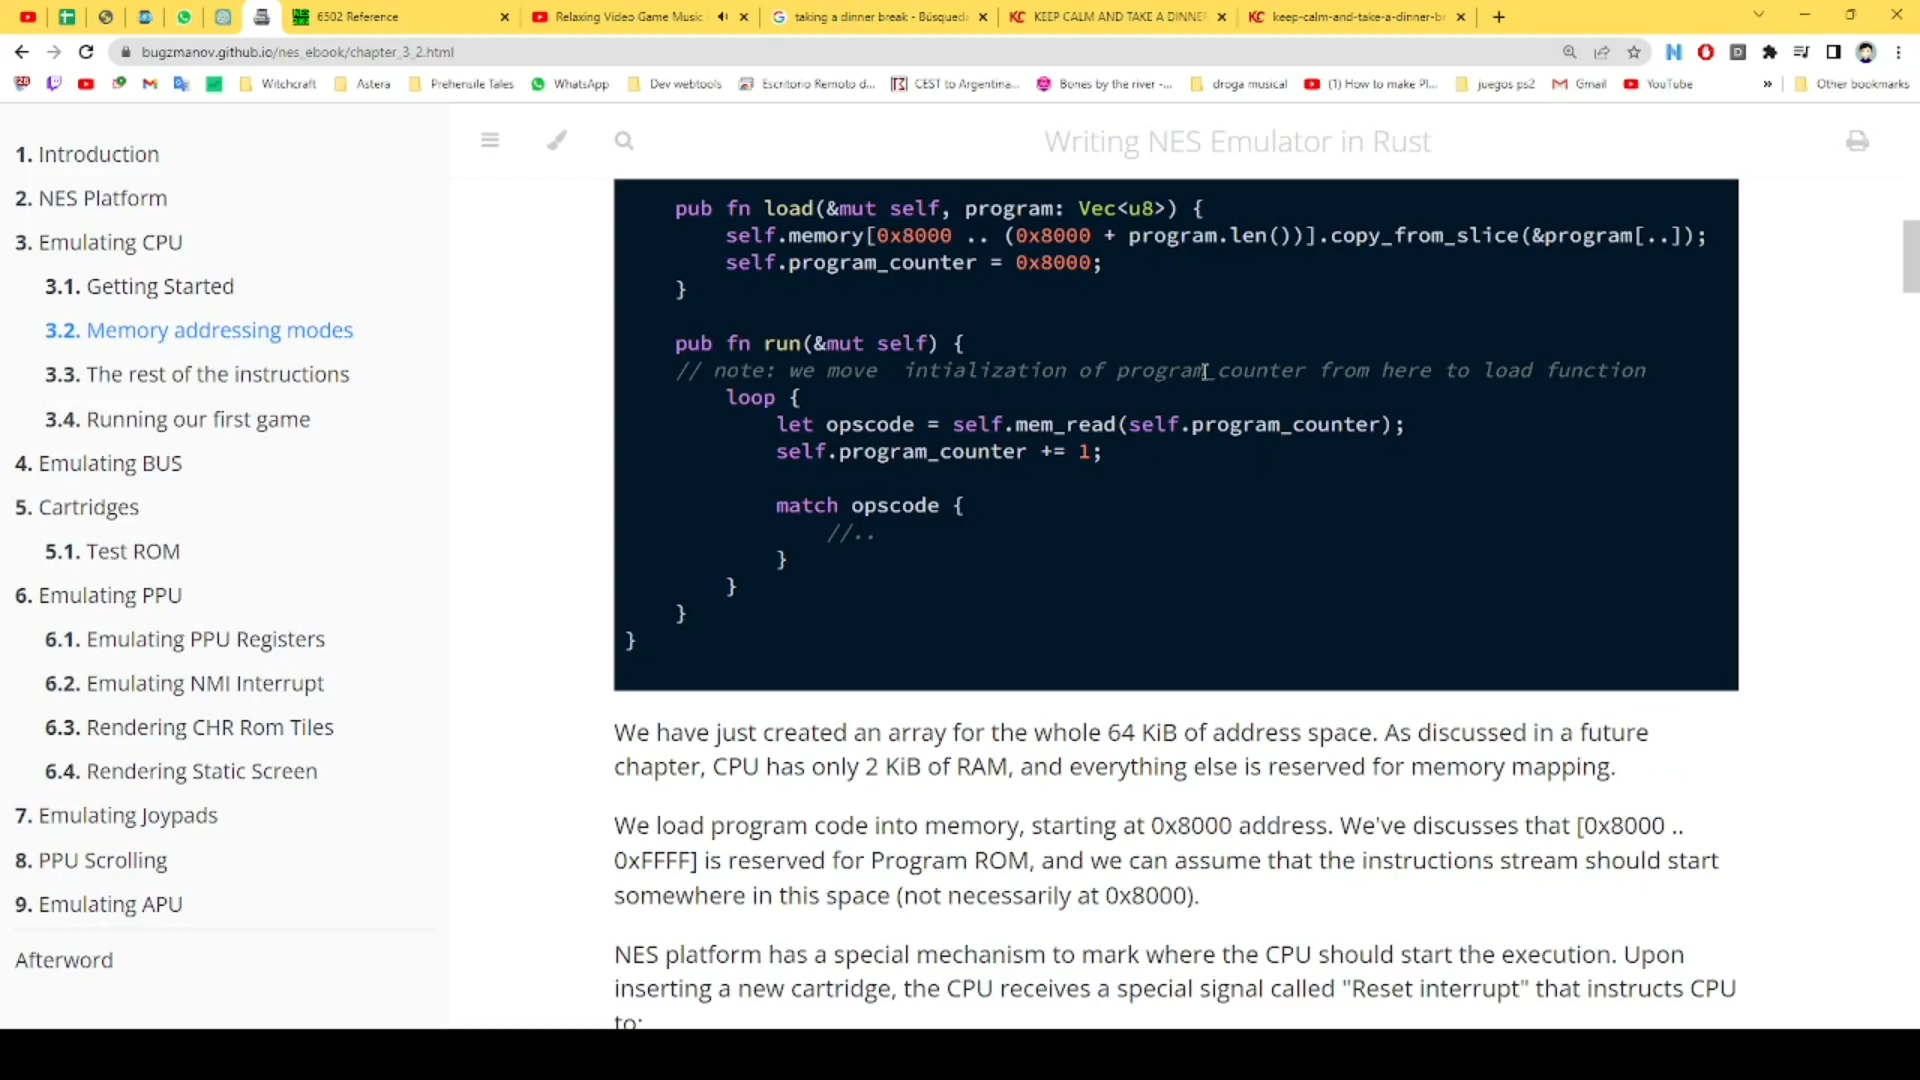 6502 Reference
Relaxing Video Game Music
taking a dinner break - Búsqued
KEEP CALM AND TAKE A DINNE
keep-calm-and-take-a-dinner-br
bugzmanov.github.io/nes_ebook/chapter_3_2.html
Witchcraft
Astera
Prehensile Tales
WhatsApp
Dev webtools
Escritorio Remoto d...
CEST to Argentina...
Bones by the river -...
droga musical
(1) How to make Pl...
juegos ps2
Gmail
YouTube
»
Other bookmarks
1. Introduction
2. NES Platform
3. Emulating CPU
3.1. Getting Started
3.2. Memory addressing modes
3.3. The rest of the instructions
3.4. Running our first game
4. Emulating BUS
5. Cartridges
5.1. Test ROM
6. Emulating PPU
6.1. Emulating PPU Registers
6.2. Emulating NMI Interrupt
6.3. Rendering CHR Rom Tiles
6.4. Rendering Static Screen
7. Emulating Joypads
8. PPU Scrolling
9. Emulating APU
Afterword
Writing NES Emulator in Rust
pub fn load(&mut self, program: Vec<u8>) {
self.memory[0x8000 .. (0x8000 + program.len())].copy_from_slice(&program[..]);
self.program_counter = 0x8000;
}
pub fn run(&mut self) {
// note: we move  intialization of program_counter from here to load function
loop {
let opscode = self.mem_read(self.program_counter);
self.program_counter += 1;
match opscode {
//..
}
}
}
}
We have just created an array for the whole 64 KiB of address space. As discussed in a future
chapter, CPU has only 2 KiB of RAM, and everything else is reserved for memory mapping.
We load program code into memory, starting at 0x8000 address. We've discusses that [0x8000 ..
0xFFFF] is reserved for Program ROM, and we can assume that the instructions stream should start
somewhere in this space (not necessarily at 0x8000).
NES platform has a special mechanism to mark where the CPU should start the execution. Upon
inserting a new cartridge, the CPU receives a special signal called "Reset interrupt" that instructs CPU
to: